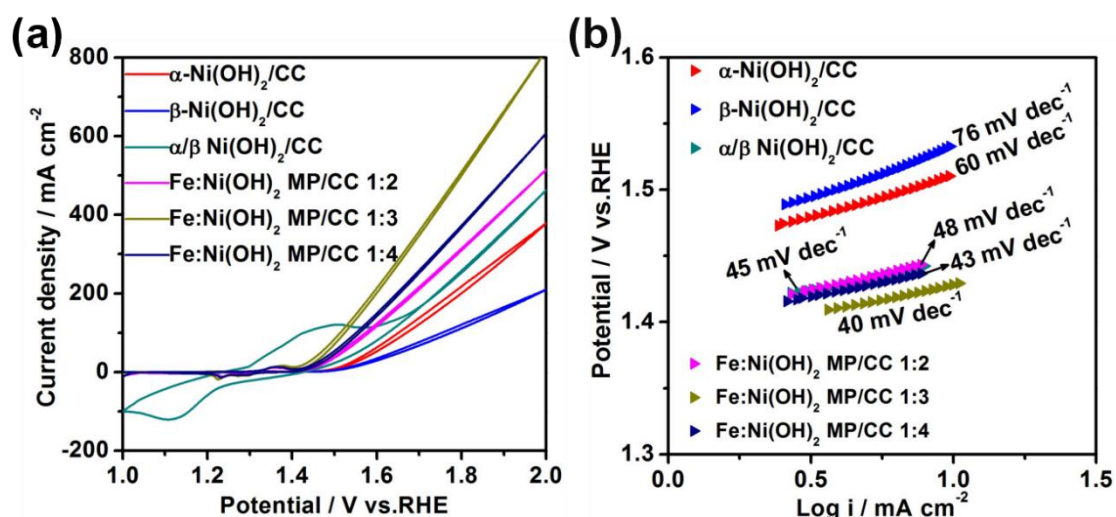 (a)
800
600
400
200
0
-200
Current density / mA cm⁻²
α-Ni(OH)₂/CC
β-Ni(OH)₂/CC
α/β Ni(OH)₂/CC
Fe:Ni(OH)₂ MP/CC 1:2
Fe:Ni(OH)₂ MP/CC 1:3
Fe:Ni(OH)₂ MP/CC 1:4
1.0 1.2 1.4 1.6 1.8 2.0
Potential / V vs.RHE
(b)
1.6
1.5
1.4
1.3
Potential / V vs.RHE
α-Ni(OH)₂/CC
β-Ni(OH)₂/CC
α/β Ni(OH)₂/CC
76 mV dec⁻¹
60 mV dec⁻¹
45 mV dec⁻¹
48 mV dec⁻¹
43 mV dec⁻¹
40 mV dec⁻¹
Fe:Ni(OH)₂ MP/CC 1:2
Fe:Ni(OH)₂ MP/CC 1:3
Fe:Ni(OH)₂ MP/CC 1:4
0.0 0.5 1.0 1.5
Log i / mA cm⁻²